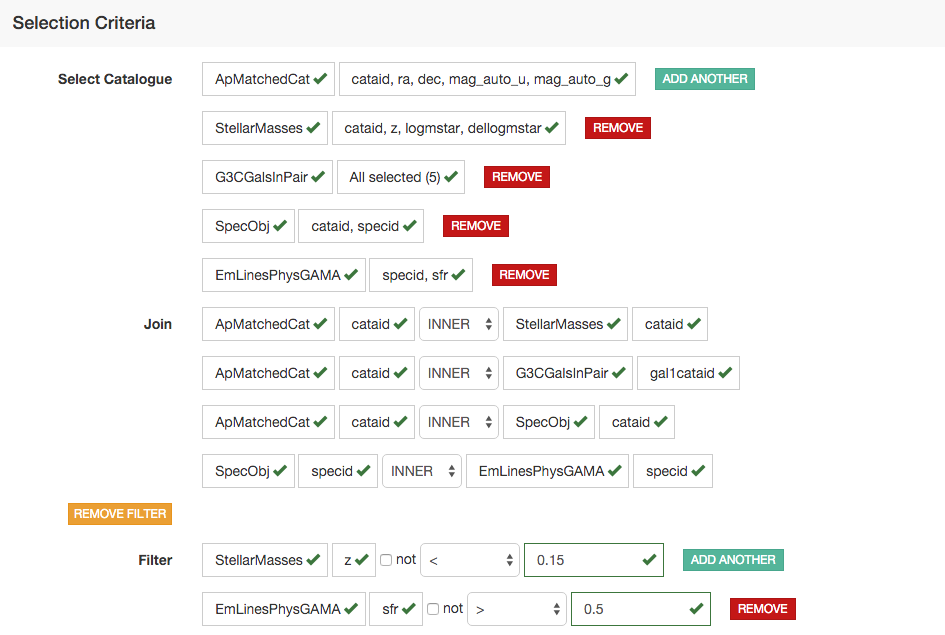 Selection Criteria
Select Catalogue ApMatchedCat cataid, ra, dec, mag_auto_u, mag_auto_g ADD ANOTHER
StellarMasses cataid, z, logmstar, dellogmstar REMOVE
G3CGalsInPair All selected (5) REMOVE
SpecObj cataid, specid REMOVE
EmLinesPhysGAMA specid, sfr REMOVE
Join ApMatchedCat cataid INNER StellarMasses cataid
ApMatchedCat cataid INNER G3CGalsInPair gal1cataid
ApMatchedCat cataid INNER SpecObj cataid
SpecObj specid INNER EmLinesPhysGAMA specid
REMOVE FILTER
Filter StellarMasses z not < 0.15 ADD ANOTHER
EmLinesPhysGAMA sfr not > 0.5 REMOVE